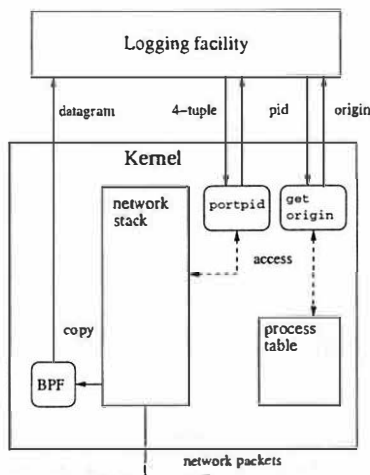 Logging facility
datagram
4-tuple
pid
origin
Kernel
network
stack
portpid
get
origin
access
copy
process
table
BPF
network packets